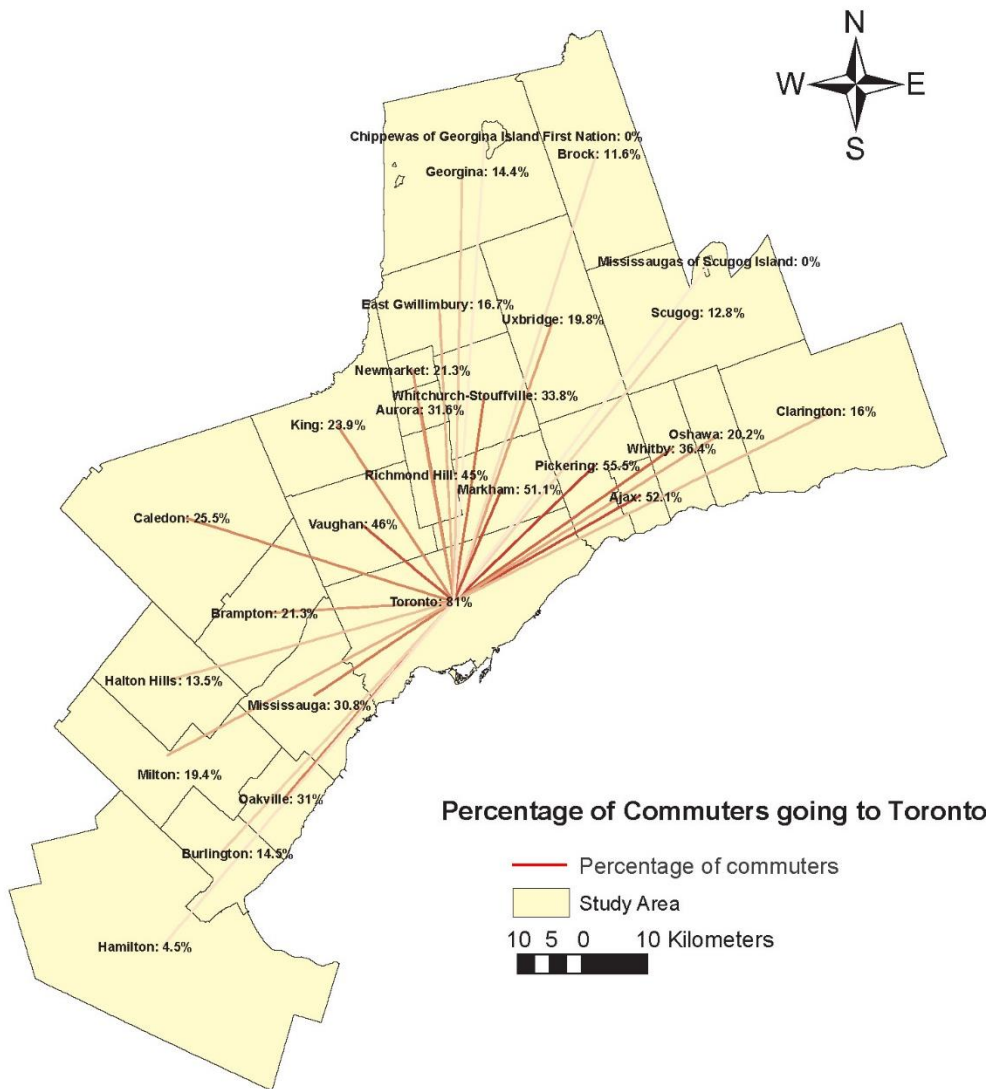 N
W E
S
Chippewas of Georgina Island First Nation: 0%
Brock: 11.6%
Georgina: 14.4%
Mississaugas of Scugog Island: 0%
East Gwillimbury: 16.7%
Uxbridge: 19.8%
Scugog: 12.8%
Newmarket: 21.3%
Whitchurch-Stouffville: 33.8%
Aurora: 31.6%
Clarington: 16%
King: 23.9%
Oshawa: 20.2%
Whitby: 36.4%
Pickering: 55.5%
Richmond Hill: 45%
Markham: 51.1%
Ajax: 52.1%
Caledon: 25.5%
Vaughan: 46%
Toronto: 81%
Brampton: 21.3%
Halton Hills: 13.5%
Mississauga: 30.8%
Milton: 19.4%
Oakville: 31%
Burlington: 14.5%
Hamilton: 4.5%
Percentage of Commuters going to Toronto
Percentage of commuters
Study Area
10 5 0 10 Kilometers